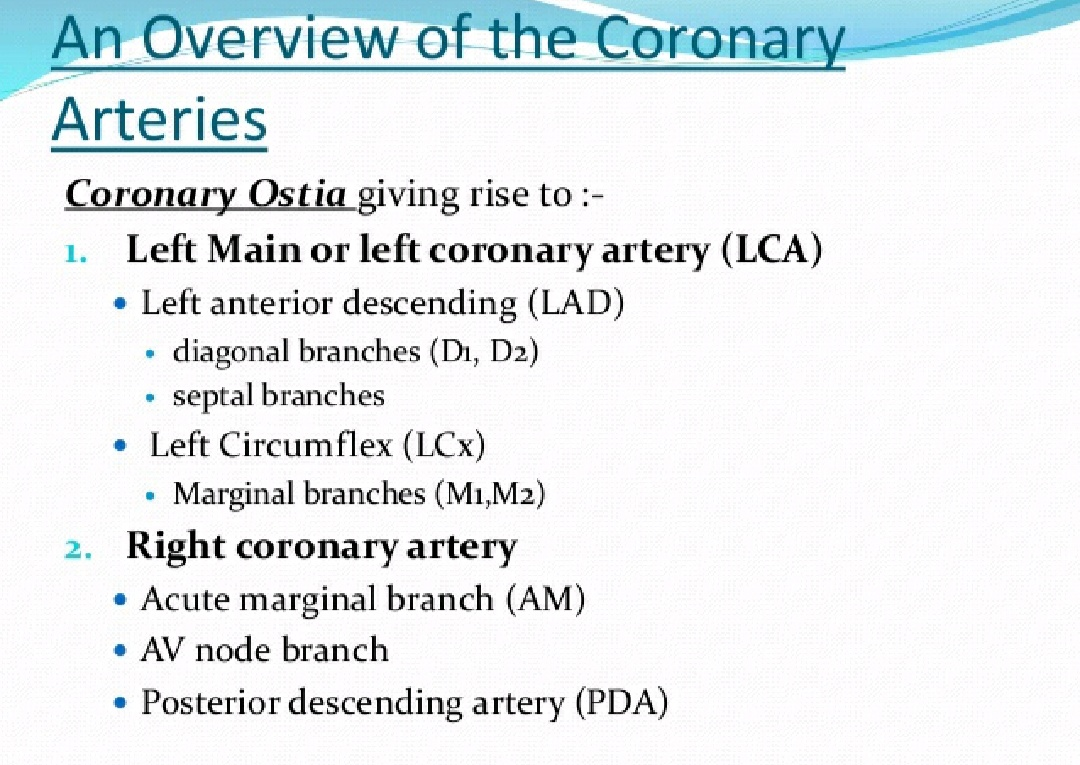 An Overview of the Coronary
Arteries
Coronary Ostia giving rise to :-
1. Left Main or left coronary artery (LCA)
• Left anterior descending (LAD)
• diagonal branches (D1, D2)
• septal branches
• Left Circumflex (LCx)
• Marginal branches (M1,M2)
2. Right coronary artery
• Acute marginal branch (AM)
• AV node branch
• Posterior descending artery (PDA)